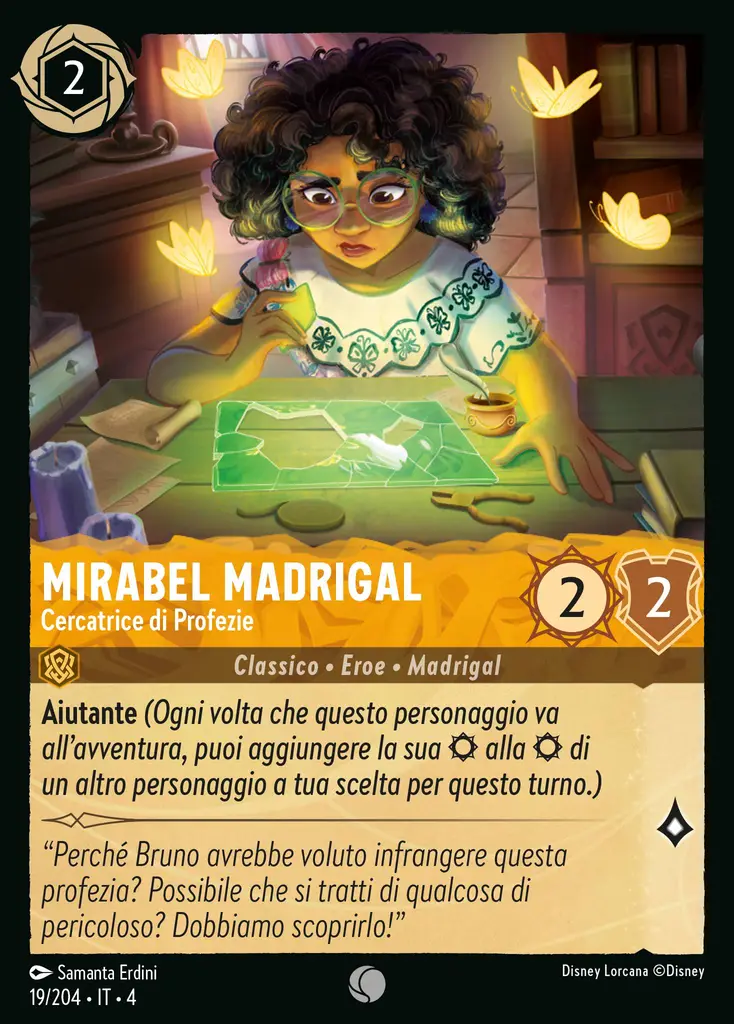 2
MIRABEL MADRIGAL
Cercatrice di Profezie
2
2
Classico • Eroe • Madrigal
Aiutante (Ogni volta che questo personaggio va
all'avventura, puoi aggiungere la sua alla di
un altro personaggio a tua scelta per questo turno.)
“Perché Bruno avrebbe voluto infrangere questa
profezia? Possibile che si tratti di qualcosa di
pericoloso? Dobbiamo scoprirlo!”
Samanta Erdini
Disney Lorcana ©Disney
19/204 • IT • 4